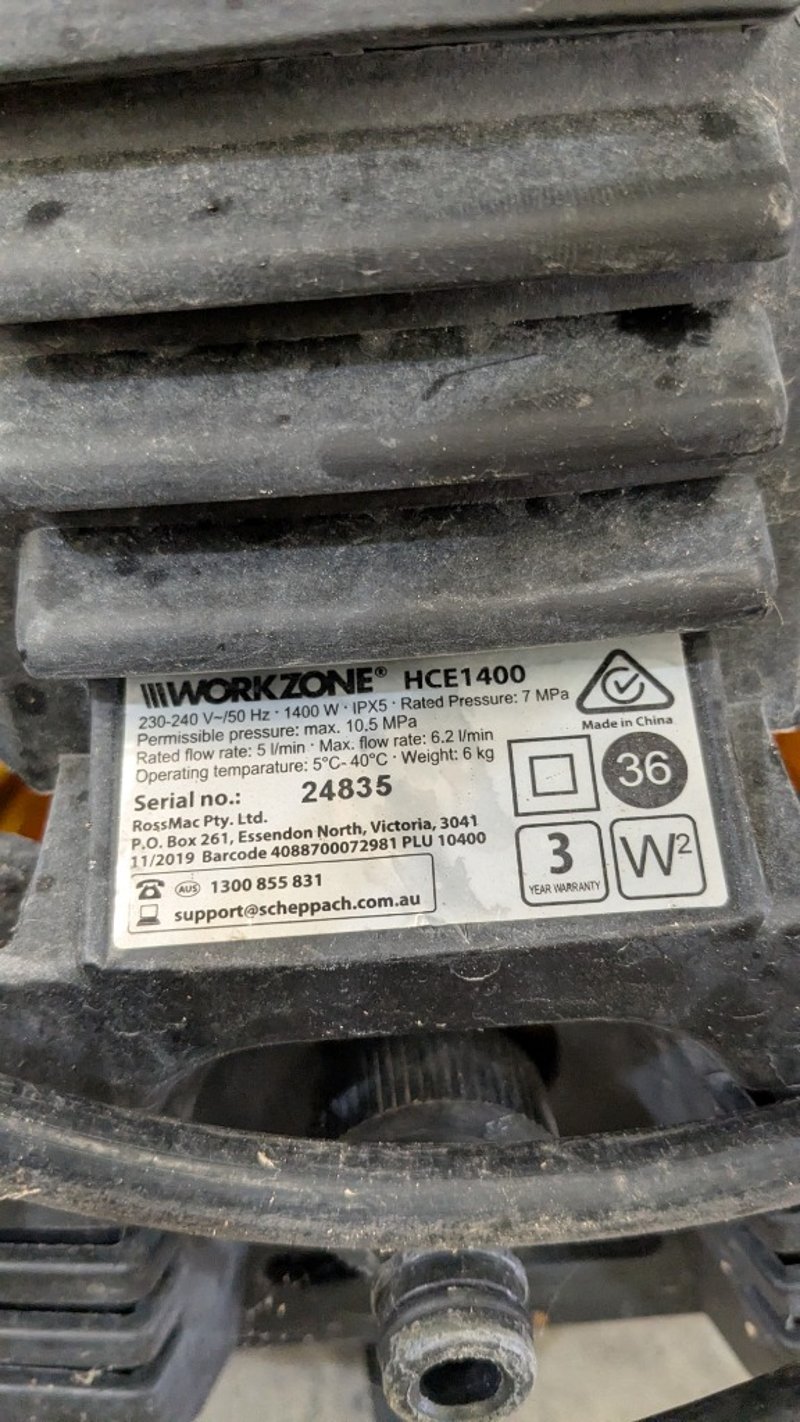 WORKZONE® HCE1400
230-240 V~/50 Hz · 1400 W · IPX5 · Rated Pressure: 7 MPa
Permissible pressure: max. 10.5 MPa
Rated flow rate: 5 l/min · Max. flow rate: 6.2 l/min
Operating temparature: 5°C- 40°C · Weight: 6 kg
Made in China
36
Serial no.: 24835
RossMac Pty. Ltd.
P.O. Box 261, Essendon North, Victoria, 3041
11/2019 Barcode 4088700072981 PLU 10400
3
YEAR WARRANTY
W²
AUS 1300 855 831
support@scheppach.com.au